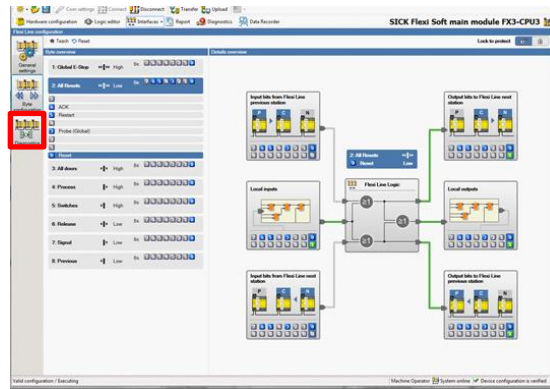 Com settings Connect Disconnect Transfer Upload
Hardware configuration Logic editor Interfaces Report Diagnostics Data Recorder
SICK Flexi Soft main module FX3-CPU3
Flexi Line configuration
Teach Reset
Lock to protect
Byte overview
Details overview
General settings
Byte configuration
Diagnostics
1: Global E-Stop High
2: All Resets Low
ACK
Restart
Probe (Global)
Reset
3: All doors High
4: Process High
5: Switches High
6: Release Low
7: Signal Low
8: Previous Low
Input bits from Flexi Line previous station
P C N
Output bits to Flexi Line previous station
P C N
2: All Resets
Reset Low
Flexi Line Logic
≥1
≥1
≥1
Local inputs
Local outputs
Input bits from Flexi Line next station
P C N
Output bits to Flexi Line next station
P C N
Valid configuration / Executing
Machine Operator System online Device configuration is verified